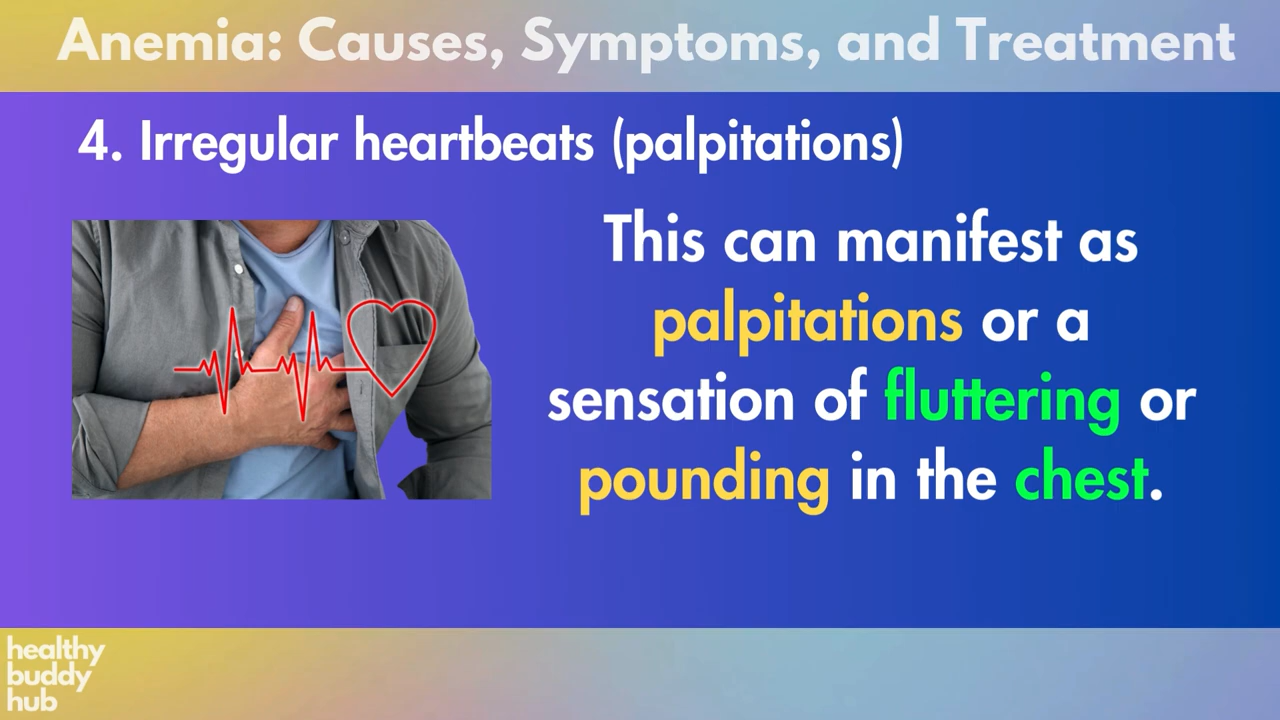 Anemia: Causes, Symptoms, and Treatment
4. Irregular heartbeats (palpitations)
This can manifest as
palpitations or a
sensation of fluttering or
pounding in the chest.
healthy
buddy
hub